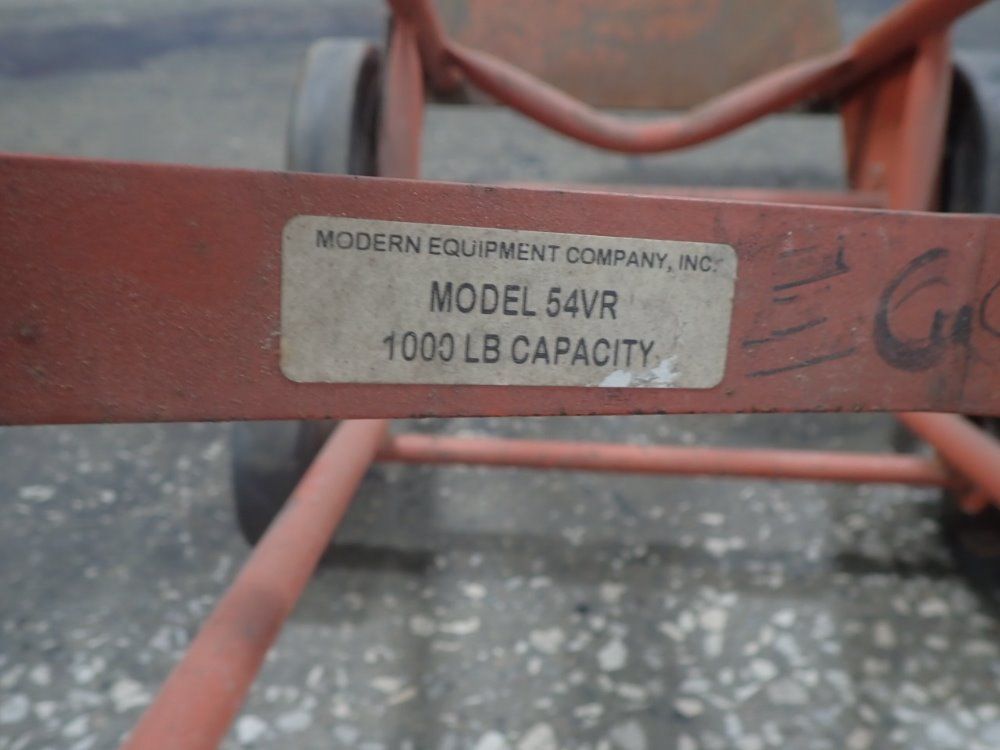 MODERN EQUIPMENT COMPANY, INC.
MODEL 54VR
1000 LB CAPACITY